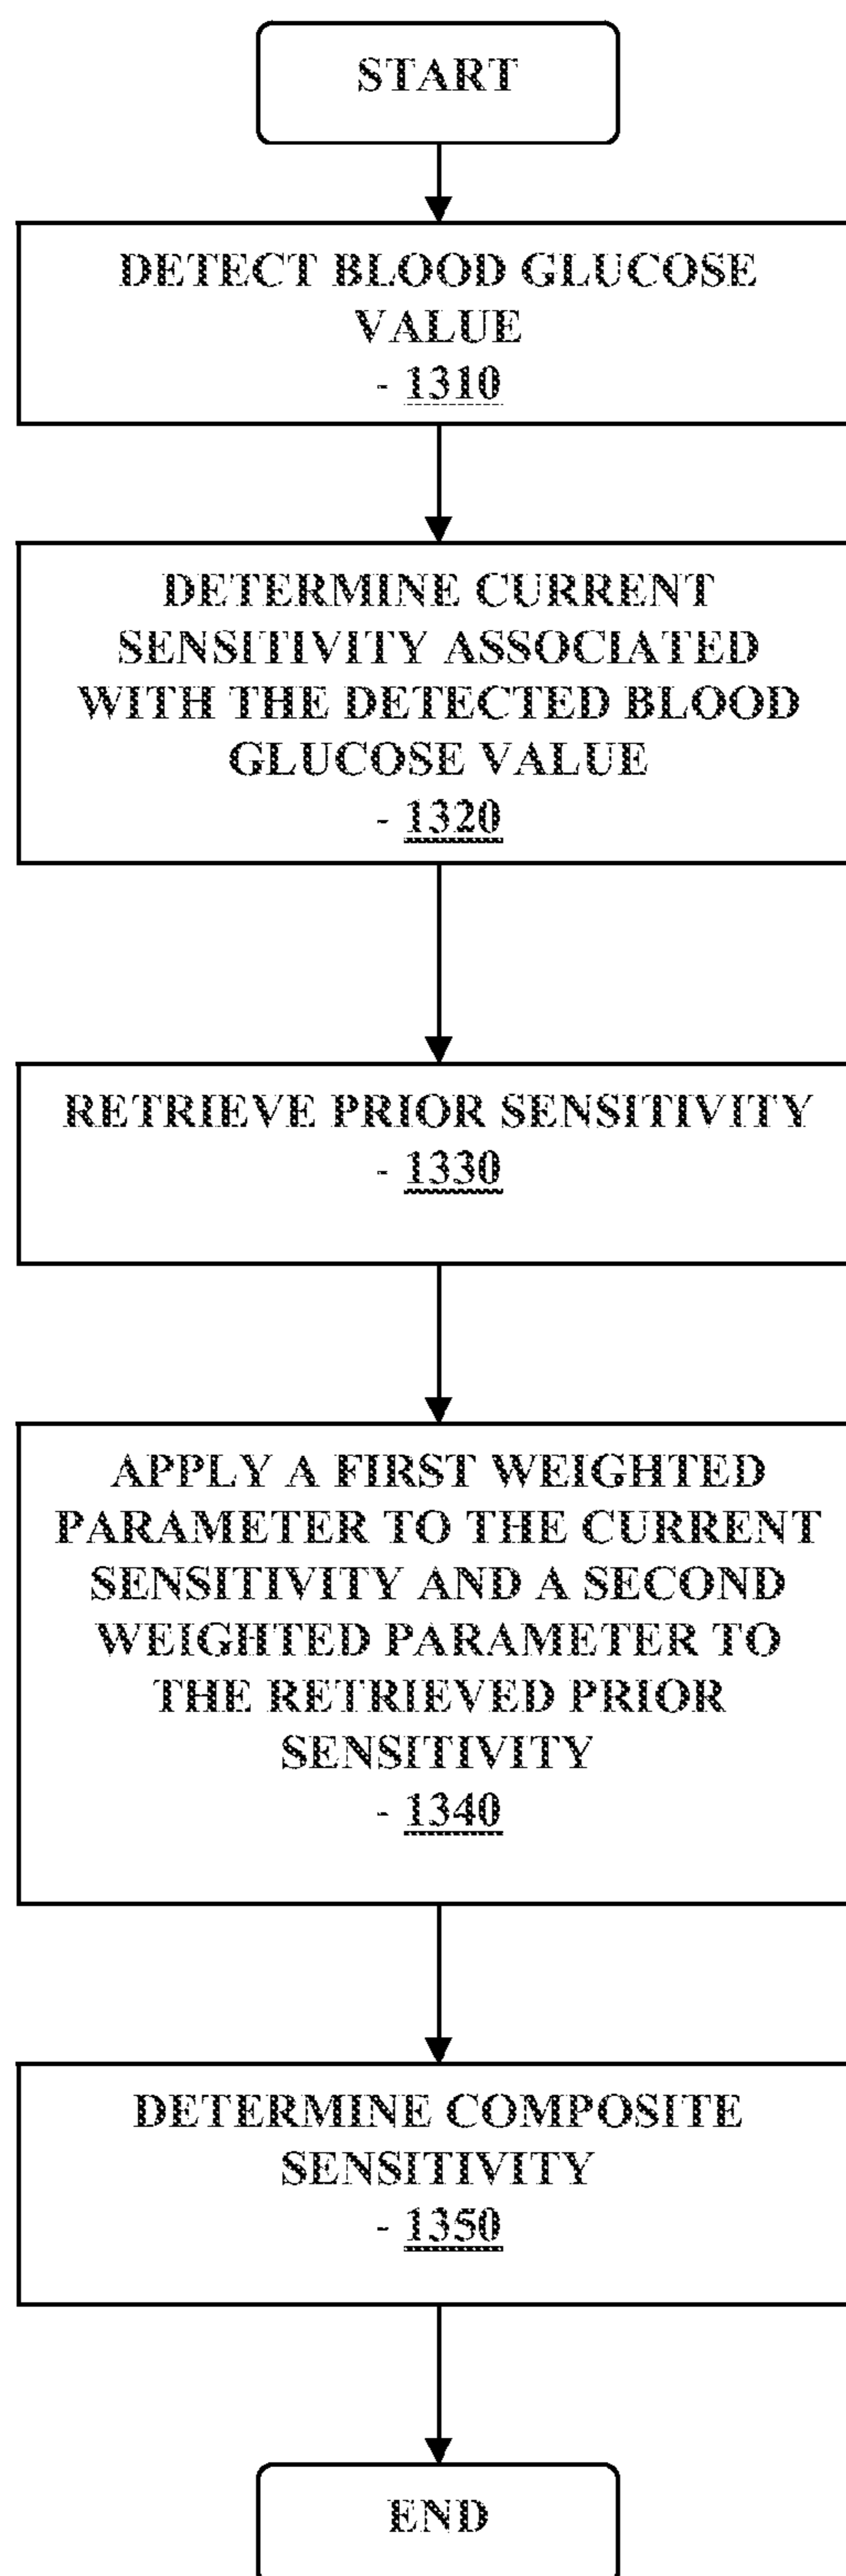 START
DETECT BLOOD GLUCOSE
VALUE
- 1310
DETERMINE CURRENT
SENSITIVITY ASSOCIATED
WITH THE DETECTED BLOOD
GLUCOSE VALUE
- 1320
RETRIEVE PRIOR SENSITIVITY
- 1330
APPLY A FIRST WEIGHTED
PARAMETER TO THE CURRENT
SENSITIVITY AND A SECOND
WEIGHTED PARAMETER TO
THE RETRIEVED PRIOR
SENSITIVITY
- 1340
DETERMINE COMPOSITE
SENSITIVITY
- 1350
END